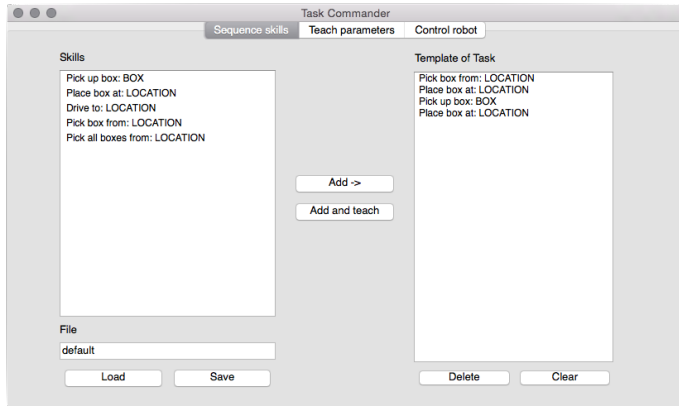 Task Commander
Sequence skills
Teach parameters
Control robot
Skills
Pick up box: BOX
Place box at: LOCATION
Drive to: LOCATION
Pick box from: LOCATION
Pick all boxes from: LOCATION
Add ->
Add and teach
Template of Task
Pick box from: LOCATION
Place box at: LOCATION
Pick up box: BOX
Place box at: LOCATION
File
default
Load
Save
Delete
Clear